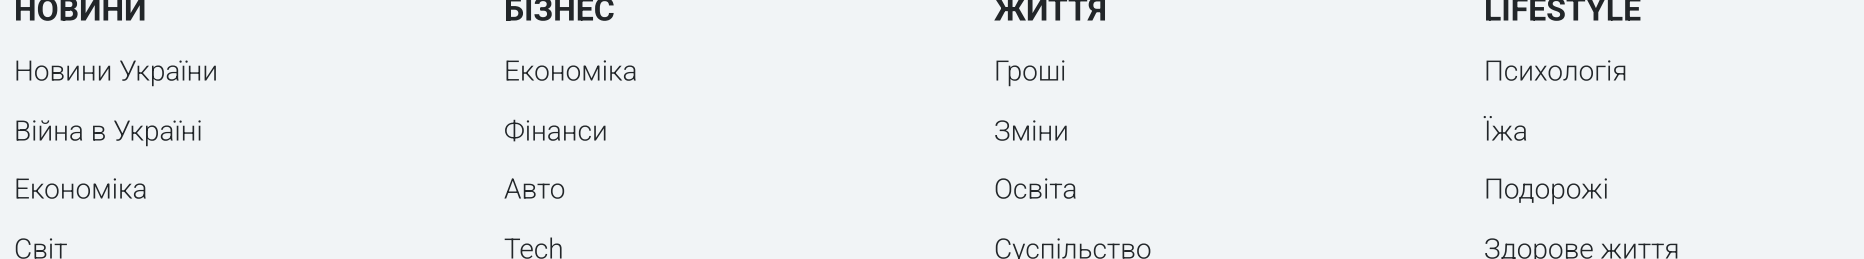 НОВИНИ
Новини України
Війна в Україні
Економіка
Світ
БІЗНЕС
Економіка
Фінанси
Авто
Tech
ЖИТТЯ
Гроші
Зміни
Освіта
Суспільство
LIFESTYLE
Психологія
Їжа
Подорожі
Здорове життя